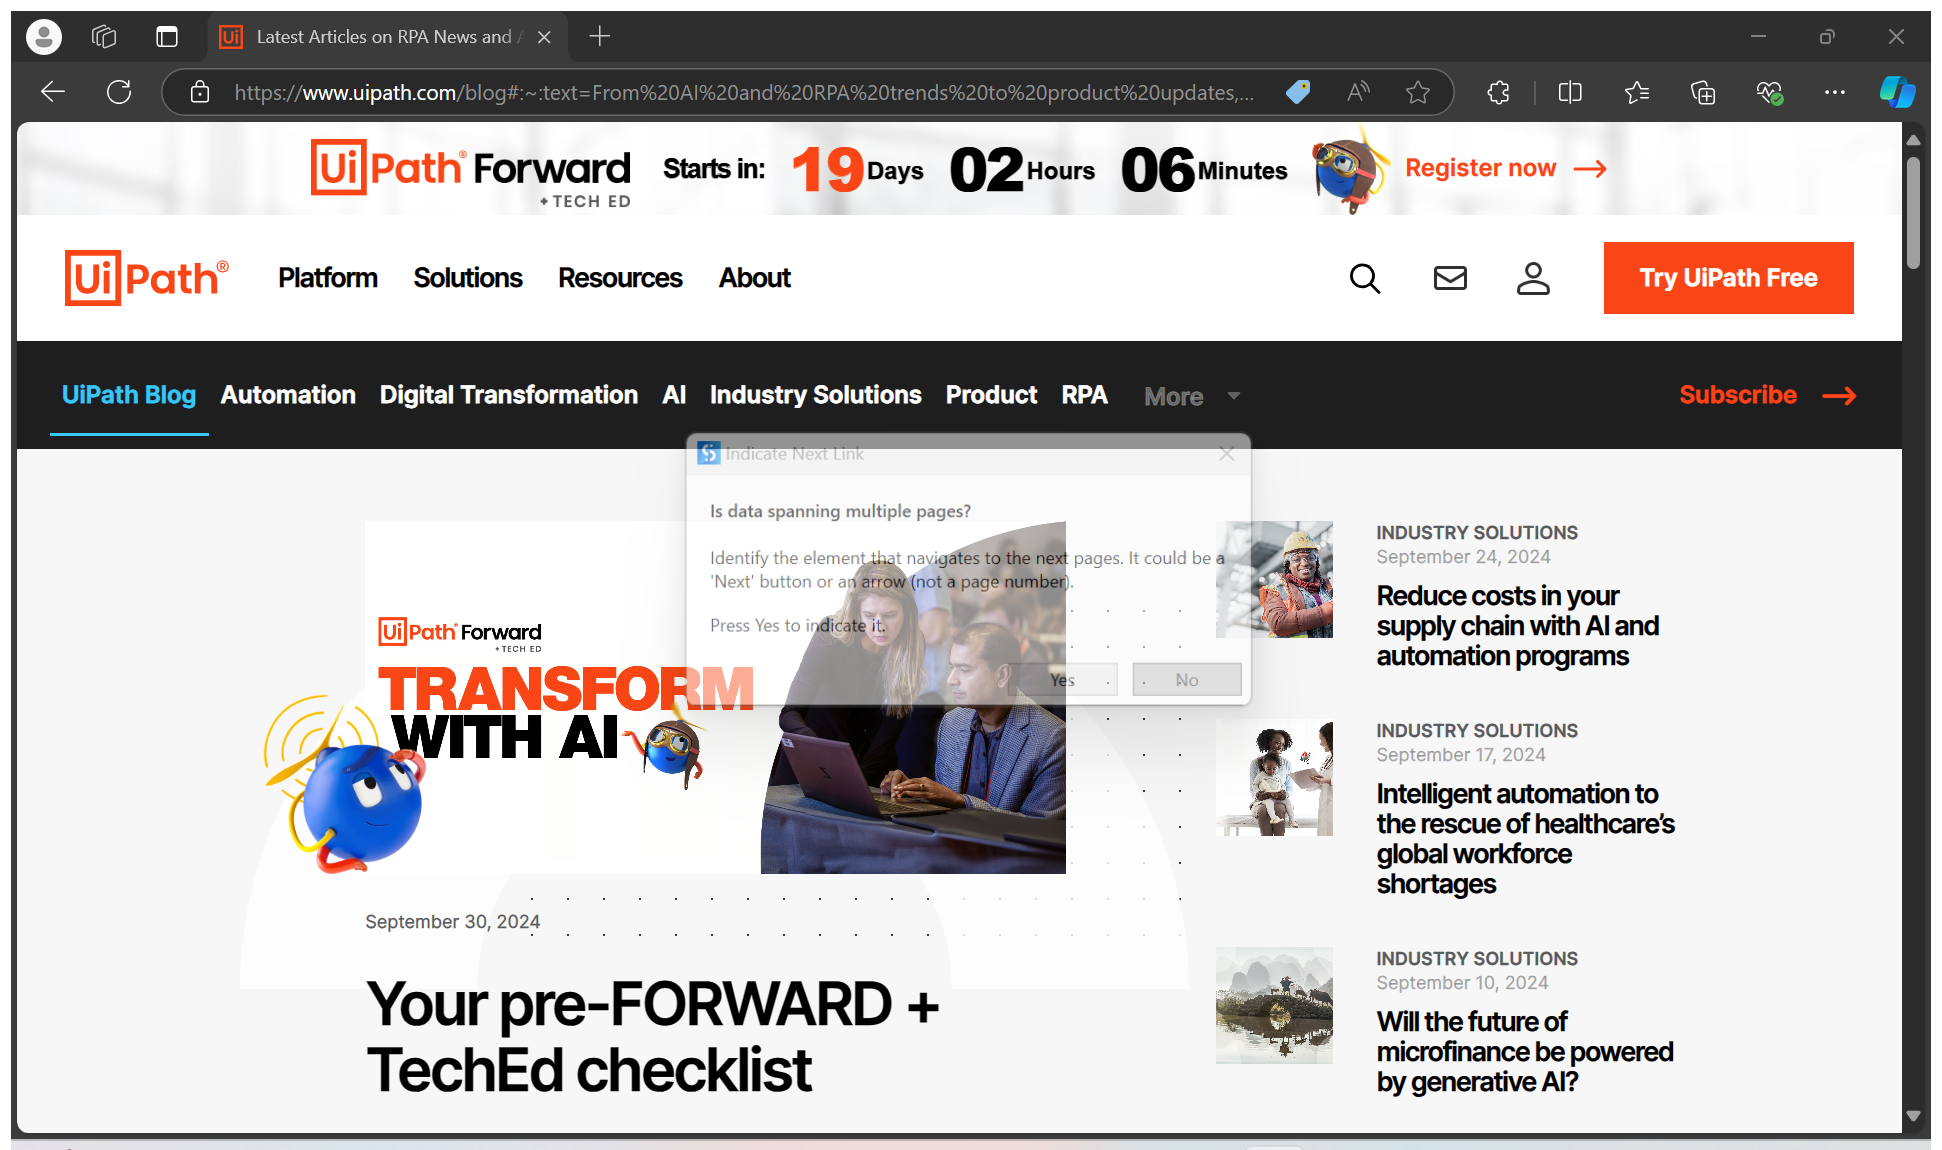 Latest Articles on RPA News and A
https://www.uipath.com/blog#:~:text=From%20AI%20and%20RPA%20trends%20to%20product%20updates,...
UiPath® Forward
+ TECH ED
Starts in:
19 Days 02 Hours 06 Minutes
Register now
UiPath®
Platform
Solutions
Resources
About
Try UiPath Free
UiPath Blog
Automation
Digital Transformation
AI
Industry Solutions
Product
RPA
More
Subscribe
Indicate Next Link
Is data spanning multiple pages?
Identify the element that navigates to the next pages. It could be a
'Next' button or an arrow (not a page number).
Press Yes to indicate it.
Yes
No
UiPath® Forward
+ TECH ED
TRANSFORM
WITH AI
September 30, 2024
Your pre-FORWARD +
TechEd checklist
INDUSTRY SOLUTIONS
September 24, 2024
Reduce costs in your
supply chain with AI and
automation programs
INDUSTRY SOLUTIONS
September 17, 2024
Intelligent automation to
the rescue of healthcare’s
global workforce
shortages
INDUSTRY SOLUTIONS
September 10, 2024
Will the future of
microfinance be powered
by generative AI?